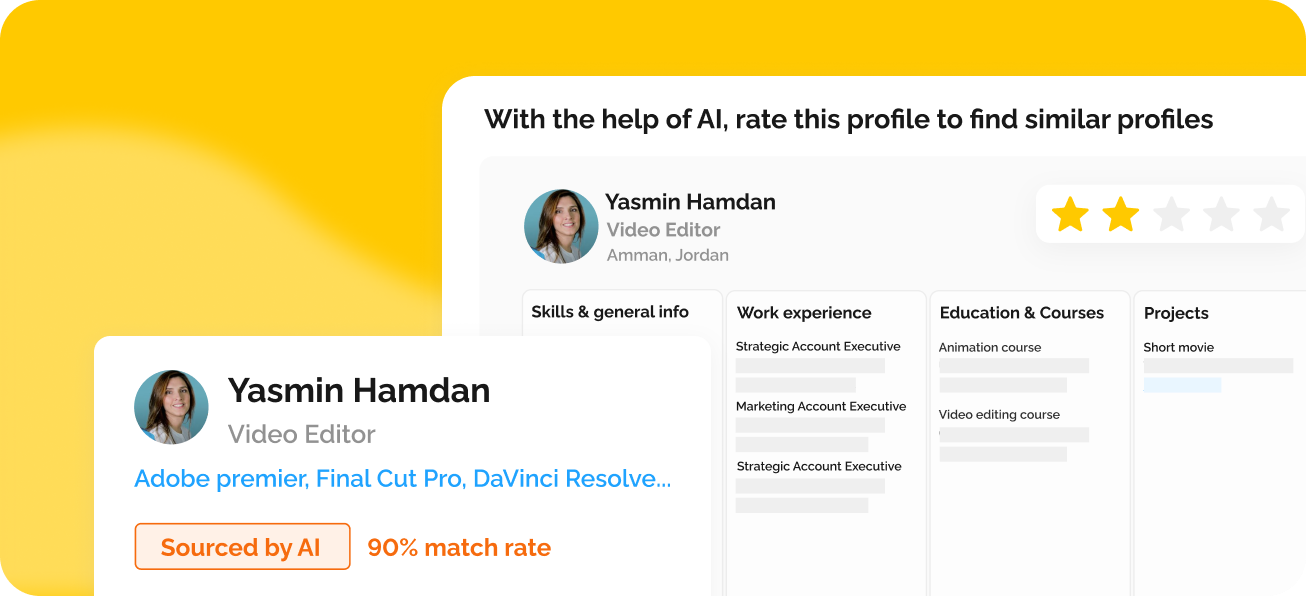 With the help of AI, rate this profile to find similar profiles
Yasmin Hamdan
Video Editor
Amman, Jordan
Skills & general info
Work experience
Strategic Account Executive
Marketing Account Executive
Strategic Account Executive
Education & Courses
Animation course
Video editing course
Projects
Short movie
Yasmin Hamdan
Video Editor
Adobe premier, Final Cut Pro, DaVinci Resolve...
Sourced by AI
90% match rate